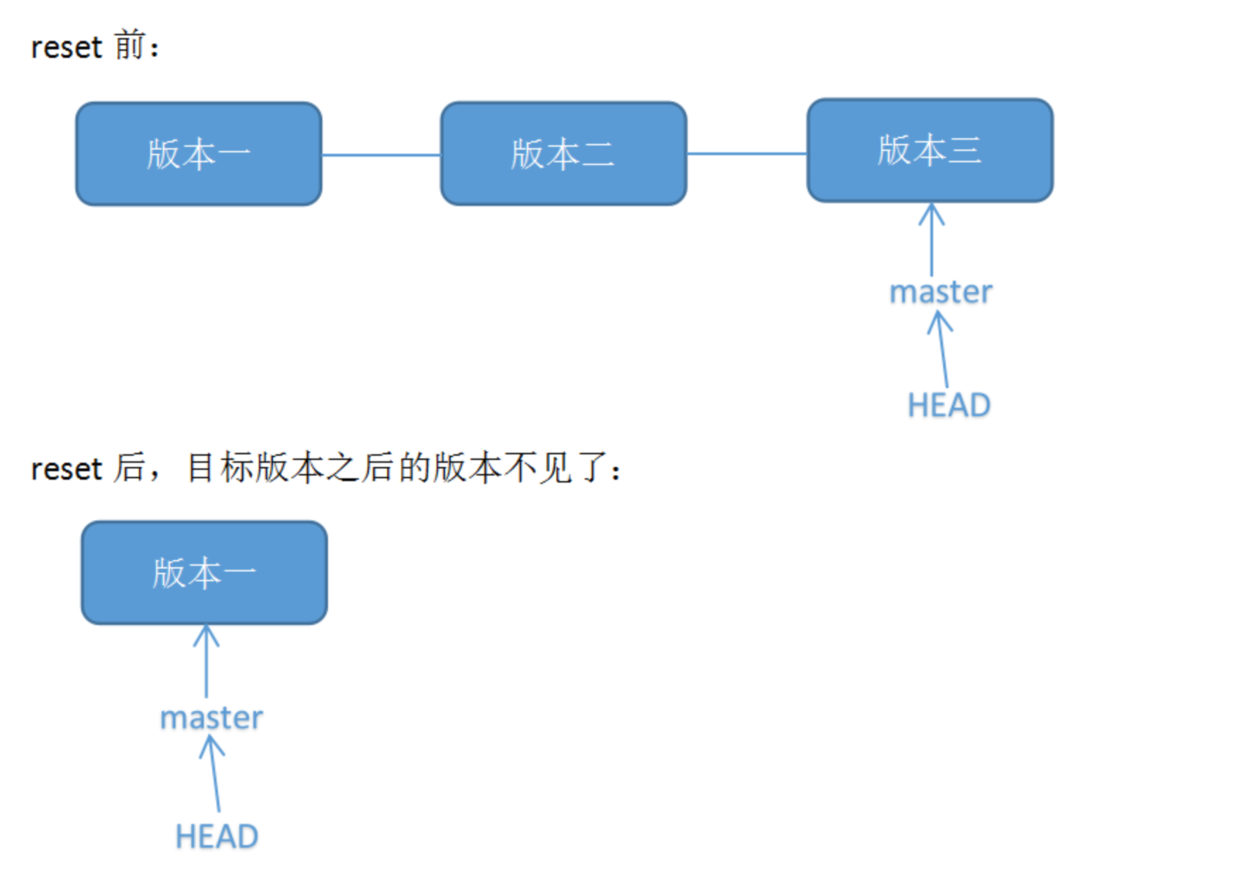 reset 前：
版本一
版本二
版本三
master
HEAD
reset 后，目标版本之后的版本不见了：
版本一
master
HEAD